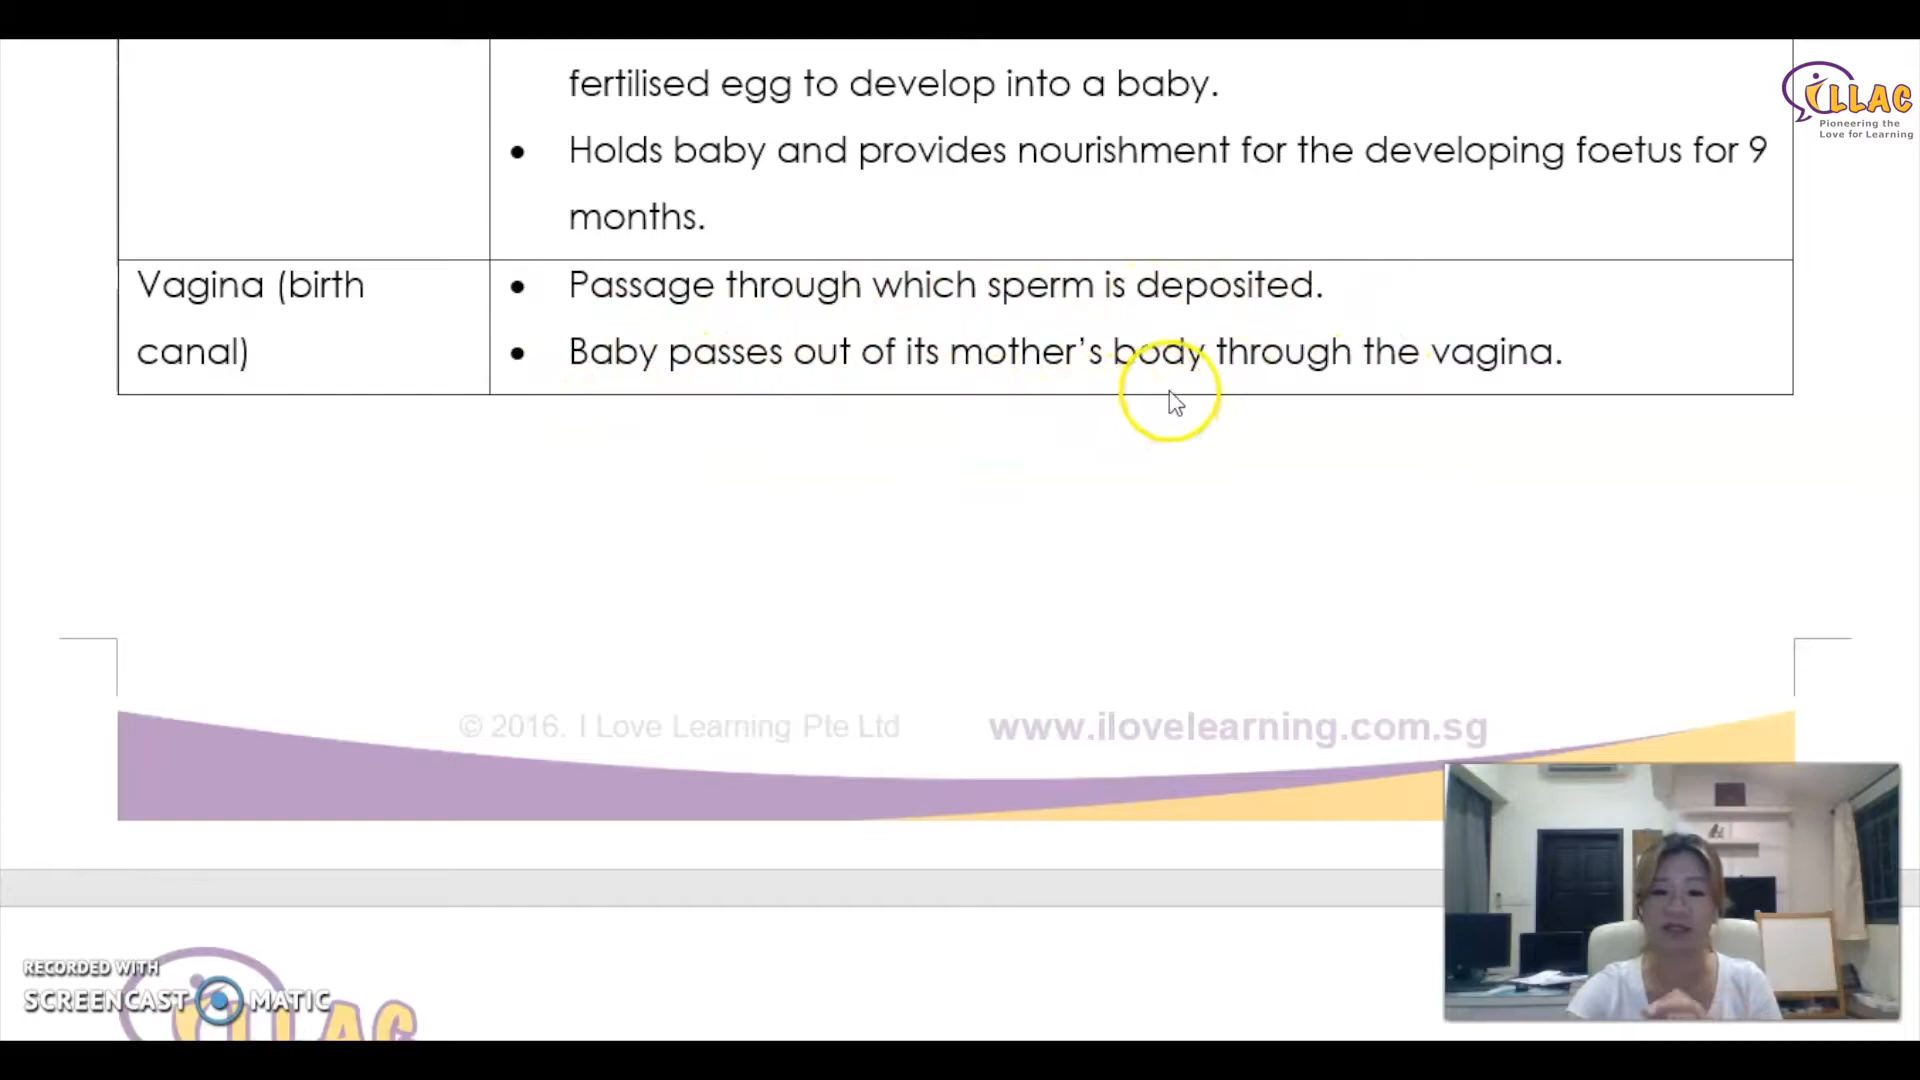 fertilised egg to develop into a baby.
• Holds baby and provides nourishment for the developing foetus for 9
months.
Vagina (birth
canal)
• Passage through which sperm is deposited.
• Baby passes out of its mother’s body through the vagina.
iLLAC
Pioneering the
Love for Learning
© 2016. I Love Learning Pte Ltd www.ilovelearning.com.sg
RECORDED WITH
SCREENCAST MATIC
iLLAC